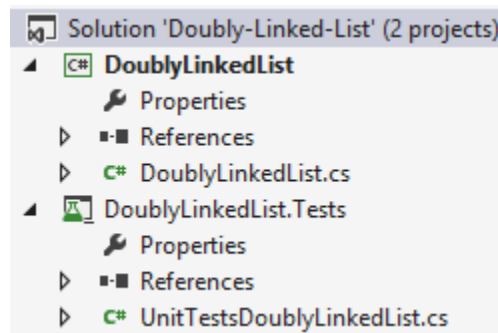 Solution 'Doubly-Linked-List' (2 projects)
C# DoublyLinkedList
Properties
References
C# DoublyLinkedList.cs
DoublyLinkedList.Tests
Properties
References
C# UnitTestsDoublyLinkedList.cs